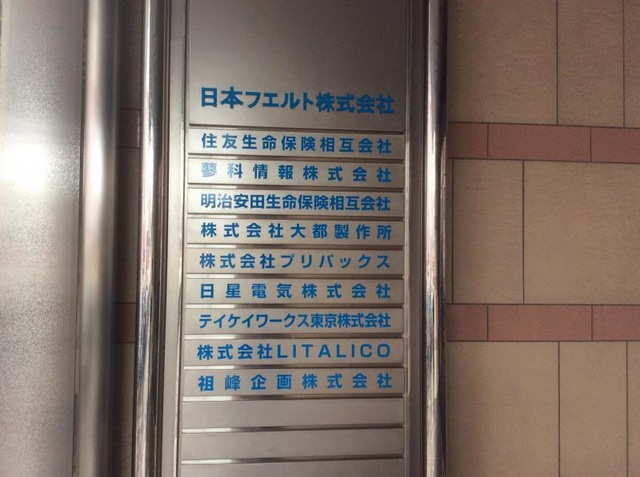 日本フエルト株式会社
住友生命保険相互会社
蓼科情報株式会社
明治安田生命保険相互会社
株式会社大都製作所
株式会社プリバックス
日星電気株式会社
テイケイワークス東京株式会社
株式会社LITALICO
祖峰企画株式会社